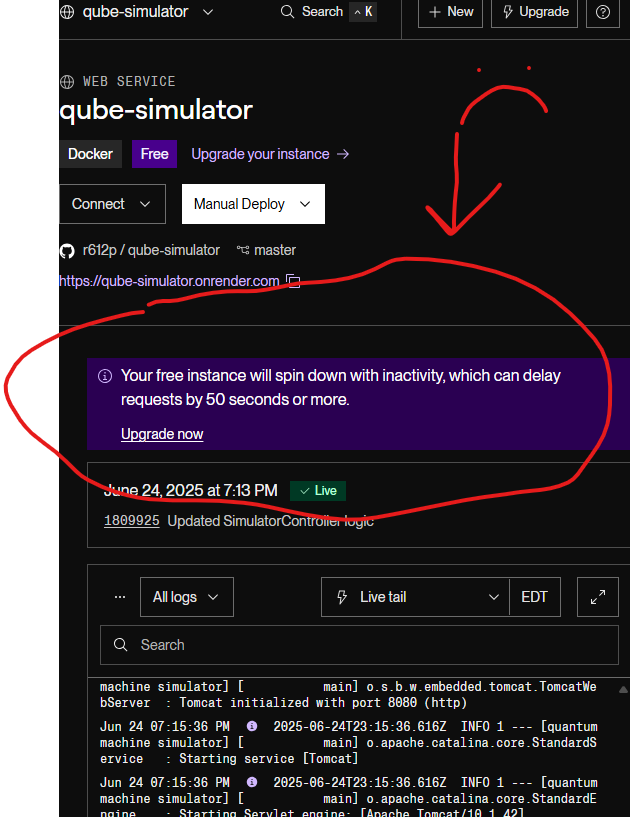 qube-simulator
Search ^ K
+ New
Upgrade
WEB SERVICE
qube-simulator
Docker
Free
Upgrade your instance →
Connect
Manual Deploy
r612p / qube-simulator
master
https://qube-simulator.onrender.com
Your free instance will spin down with inactivity, which can delay
requests by 50 seconds or more.
Upgrade now
June 24, 2025 at 7:13 PM
✓ Live
1809925 Updated SimulatorController logic
···
All logs
Live tail
EDT
Search
machine simulator] [ main] o.s.b.w.embedded.tomcat.TomcatWe
bServer : Tomcat initialized with port 8080 (http)
Jun 24 07:15:36 PM 2025-06-24T23:15:36.616Z INFO 1 --- [quantum
machine simulator] [ main] o.apache.catalina.core.StandardS
ervice : Starting service [Tomcat]
Jun 24 07:15:36 PM 2025-06-24T23:15:36.616Z INFO 1 --- [quantum
machine simulator] [ main] o.apache.catalina.core.StandardE
ngine : Starting Servlet engine: [Apache Tomcat/10.1.42]